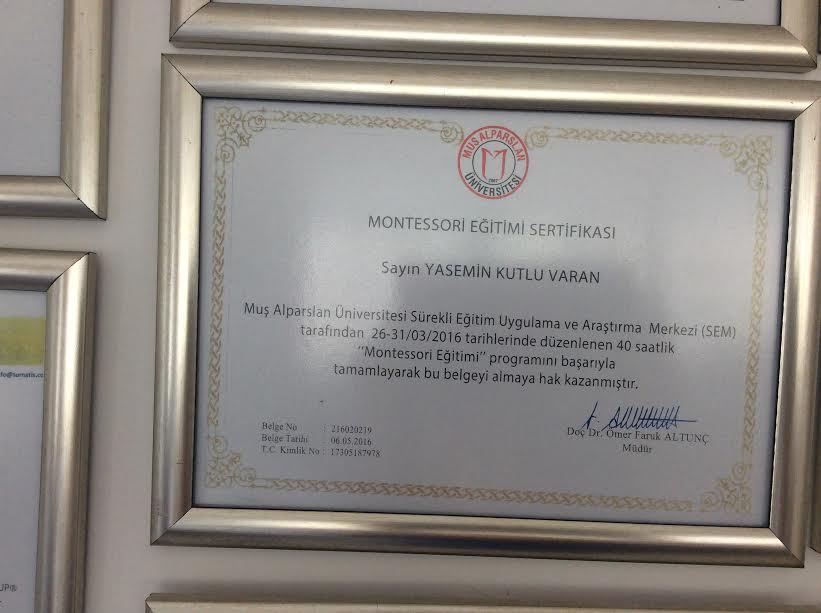 MUŞ ALPARSLAN
2007
ÜNİVERSİTESİ
MONTESSORİ EĞİTİMİ SERTİFİKASI
Sayın YASEMİN KUTLU VARAN
Muş Alparslan Üniversitesi Sürekli Eğitim Uygulama ve Araştırma Merkezi (SEM)
tarafından 26-31/03/2016 tarihlerinde düzenlenen 40 saatlik
"Montessori Eğitimi" programını başarıyla
tamamlayarak bu belgeyi almaya hak kazanmıştır.
Belge No : 216020219
Belge Tarihi : 06.05.2016
T.C. Kimlik No : 17305187978
Doç Dr. Ömer Faruk ALTUNÇ
Müdür